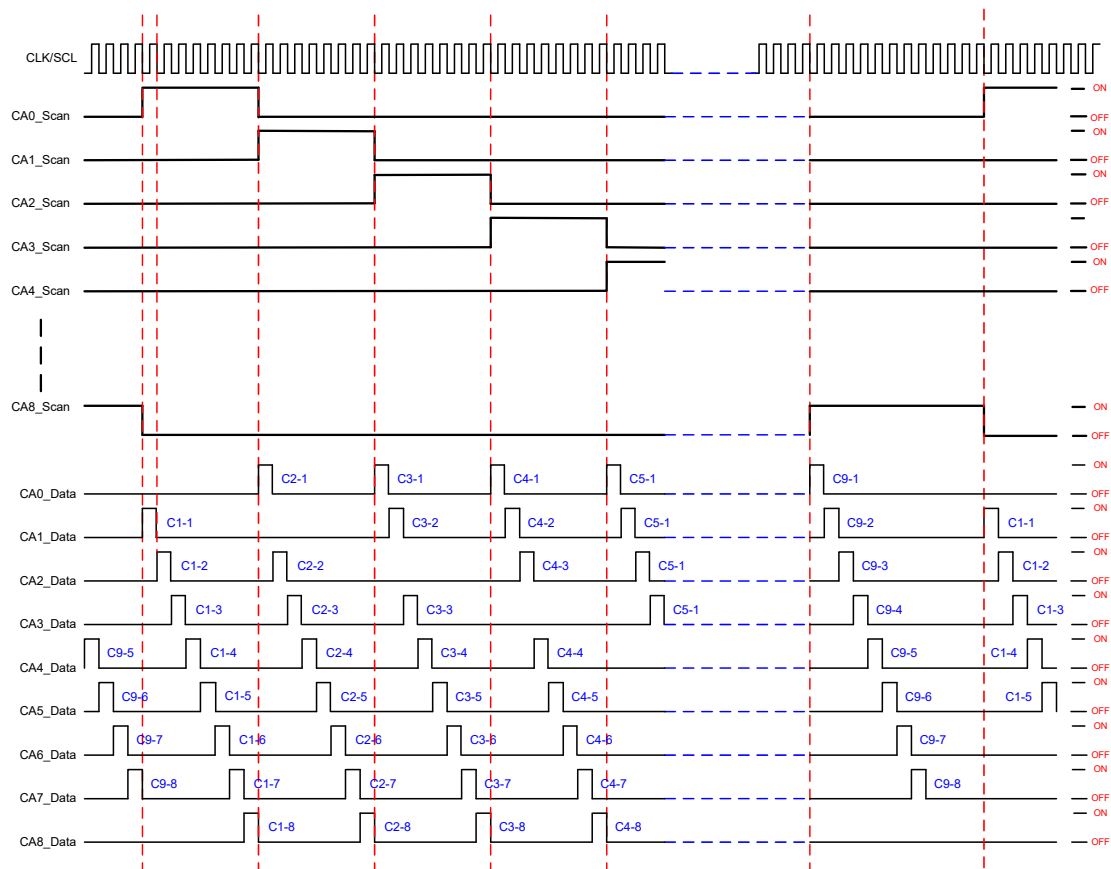 CLK/SCL
ON
CA0_Scan OFF
ON
CA1_Scan OFF
ON
CA2_Scan OFF
CA3_Scan OFF
ON
CA4_Scan OFF
CA8_Scan ON
OFF
ON
C2-1 C3-1 C4-1 C5-1 C9-1
CA0_Data OFF
ON
C1-1 C3-2 C4-2 C5-1 C9-2 C1-1
CA1_Data OFF
ON
C1-2 C2-2 C4-3 C5-1 C9-3 C1-2
CA2_Data OFF
ON
C1-3 C2-3 C3-3 C5-1 C9-4 C1-3
CA3_Data OFF
ON
C9-5 C1-4 C2-4 C3-4 C4-4 C9-5 C1-4
CA4_Data OFF
ON
C9-6 C1-5 C2-5 C3-5 C4-5 C9-6 C1-5
CA5_Data OFF
ON
C9-7 C1-6 C2-6 C3-6 C4-6 C9-7
CA6_Data OFF
ON
C9-8 C1-7 C2-7 C3-7 C4-7 C9-8
CA7_Data OFF
ON
C1-8 C2-8 C3-8 C4-8
CA8_Data OFF